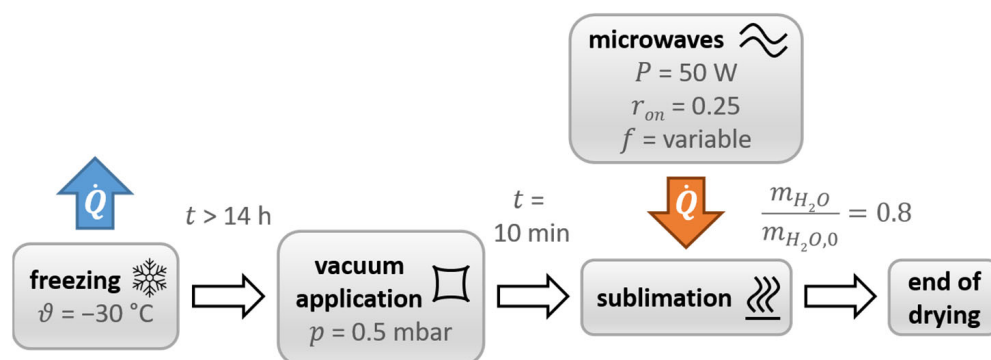 microwaves
P = 50 W
r_on = 0.25
f = variable
Q̇
t > 14 h
t =
10 min
Q̇
m_H₂O / m_H₂O,0 = 0.8
freezing
ϑ = −30 °C
vacuum
application
p = 0.5 mbar
sublimation
end of
drying